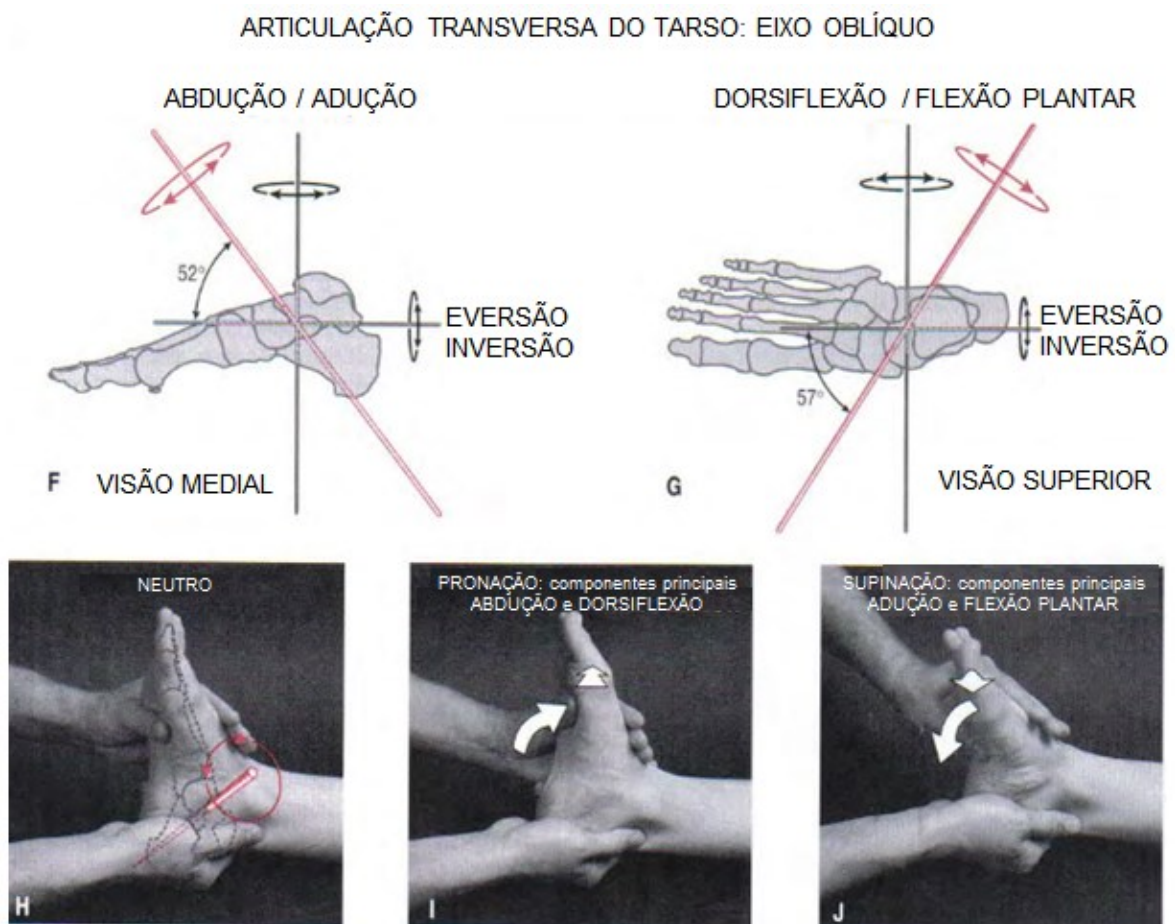 ARTICULAÇÃO TRANSVERSA DO TARSO: EIXO OBLÍQUO
ABDUÇÃO / ADUÇÃO
52°
EVERSÃO
INVERSÃO
F VISÃO MEDIAL
DORSIFLEXÃO / FLEXÃO PLANTAR
57°
EVERSÃO
INVERSÃO
G VISÃO SUPERIOR
NEUTRO
H
PRONAÇÃO: componentes principais
ABDUÇÃO e DORSIFLEXÃO
I
SUPINAÇÃO: componentes principais
ADUÇÃO e FLEXÃO PLANTAR
J